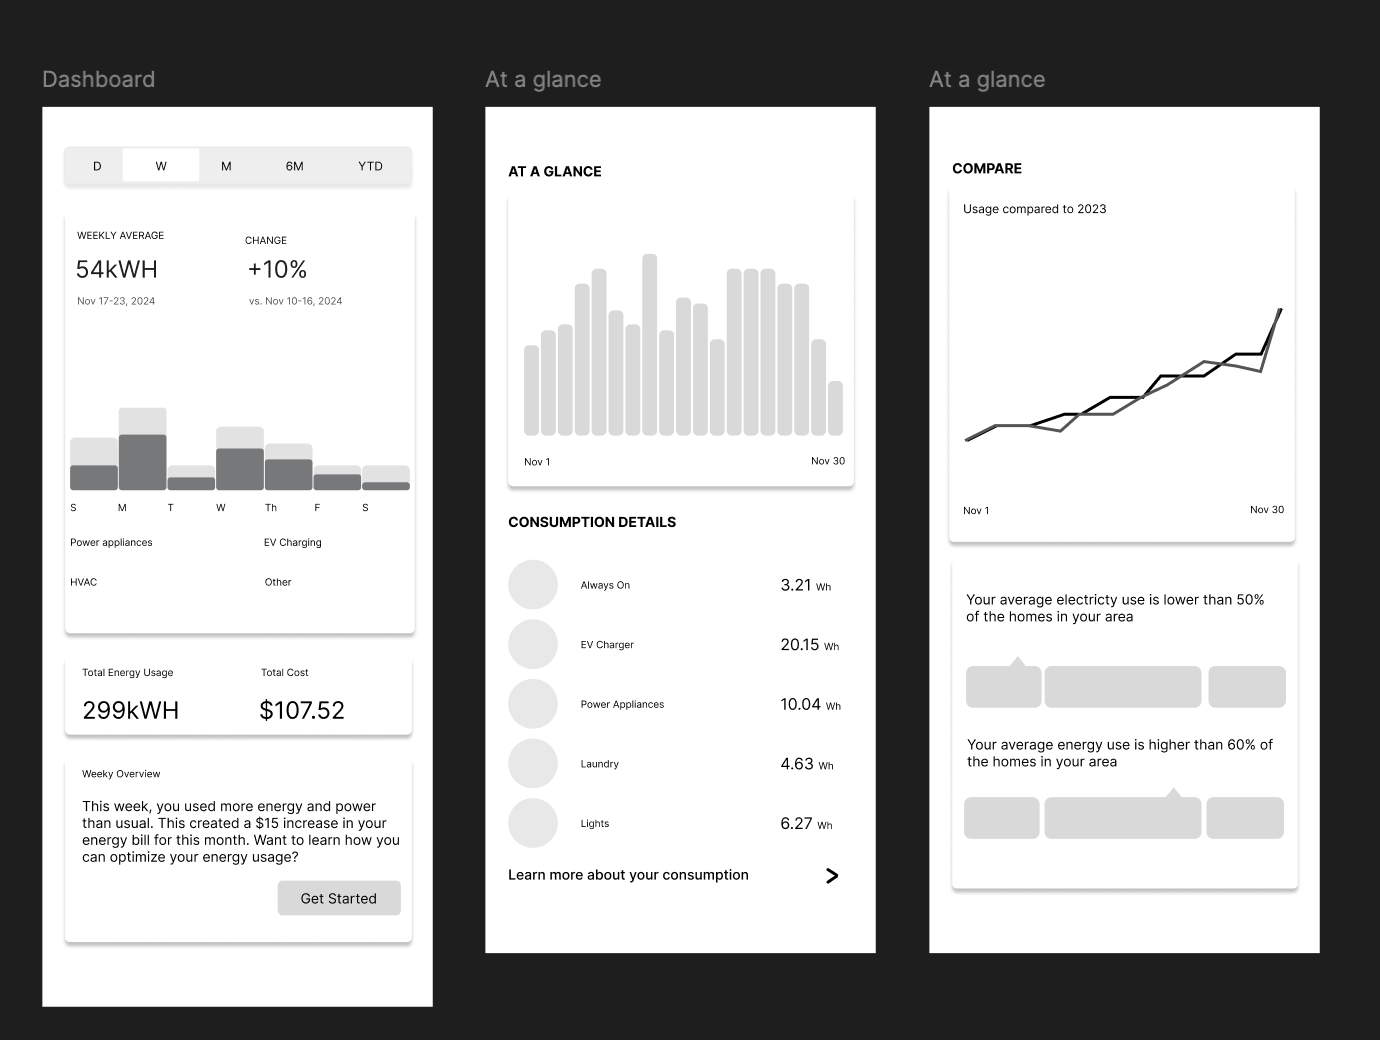 Dashboard
D W M 6M YTD
WEEKLY AVERAGE
CHANGE
54kWH
+10%
Nov 17-23, 2024
vs. Nov 10-16, 2024
S M T W Th F S
Power appliances
EV Charging
HVAC
Other
Total Energy Usage
Total Cost
299kWH
$107.52
Weeky Overview
This week, you used more energy and power
than usual. This created a $15 increase in your
energy bill for this month. Want to learn how you
can optimize your energy usage?
Get Started
At a glance
AT A GLANCE
Nov 1
Nov 30
CONSUMPTION DETAILS
Always On 3.21 Wh
EV Charger 20.15 Wh
Power Appliances 10.04 Wh
Laundry 4.63 Wh
Lights 6.27 Wh
Learn more about your consumption >
At a glance
COMPARE
Usage compared to 2023
Nov 1
Nov 30
Your average electricty use is lower than 50%
of the homes in your area
Your average energy use is higher than 60% of
the homes in your area